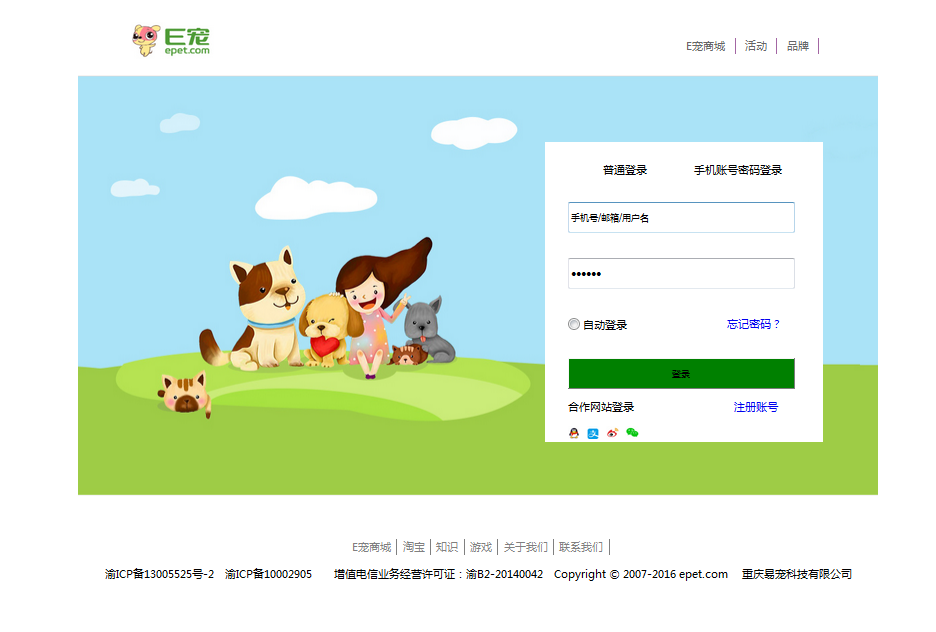 E宠
epet.com
E宠商城 活动 品牌
普通登录 手机账号密码登录
手机号/邮箱/用户名
••••••
自动登录 忘记密码？
登录
合作网站登录 注册账号
E宠商城 淘宝 知识 游戏 关于我们 联系我们
渝ICP备13005525号-2 渝ICP备10002905 增值电信业务经营许可证：渝B2-20140042 Copyright © 2007-2016 epet.com 重庆易宠科技有限公司